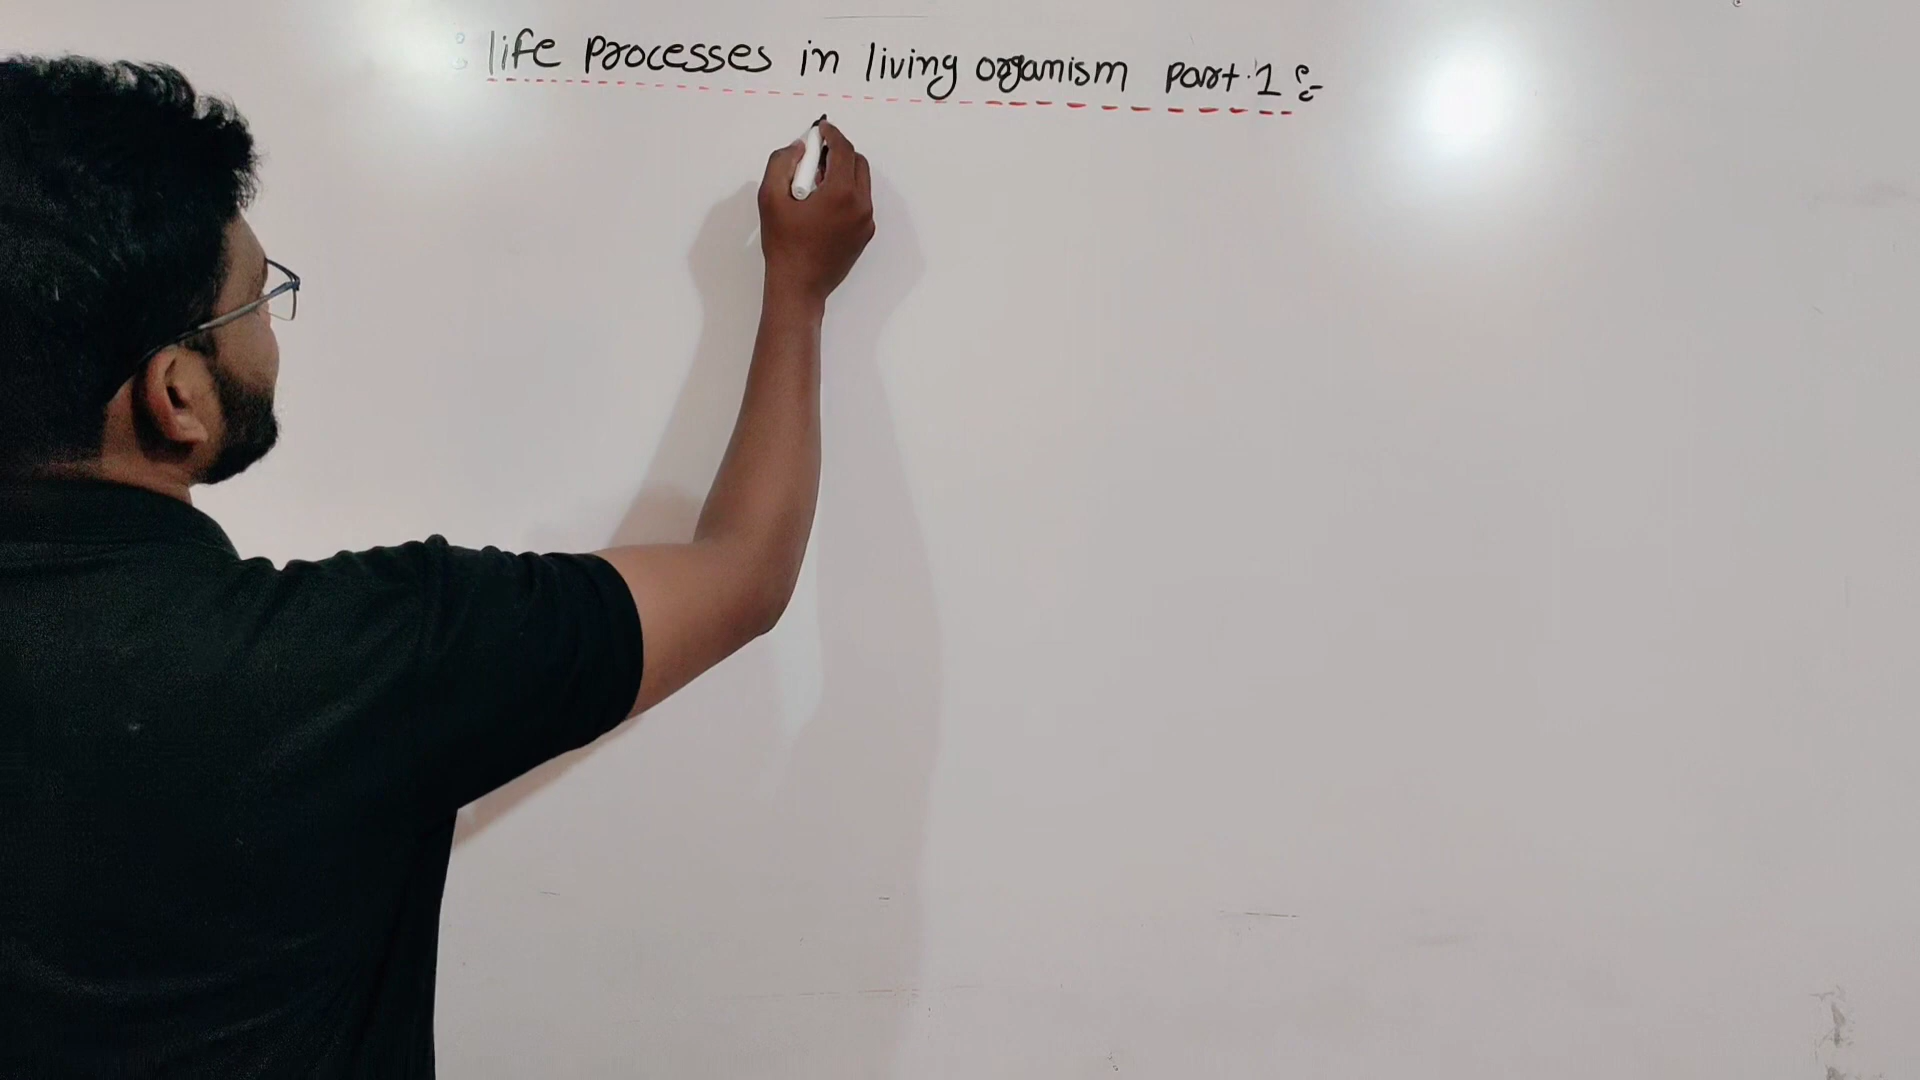 life processes in living organism part.1 :-